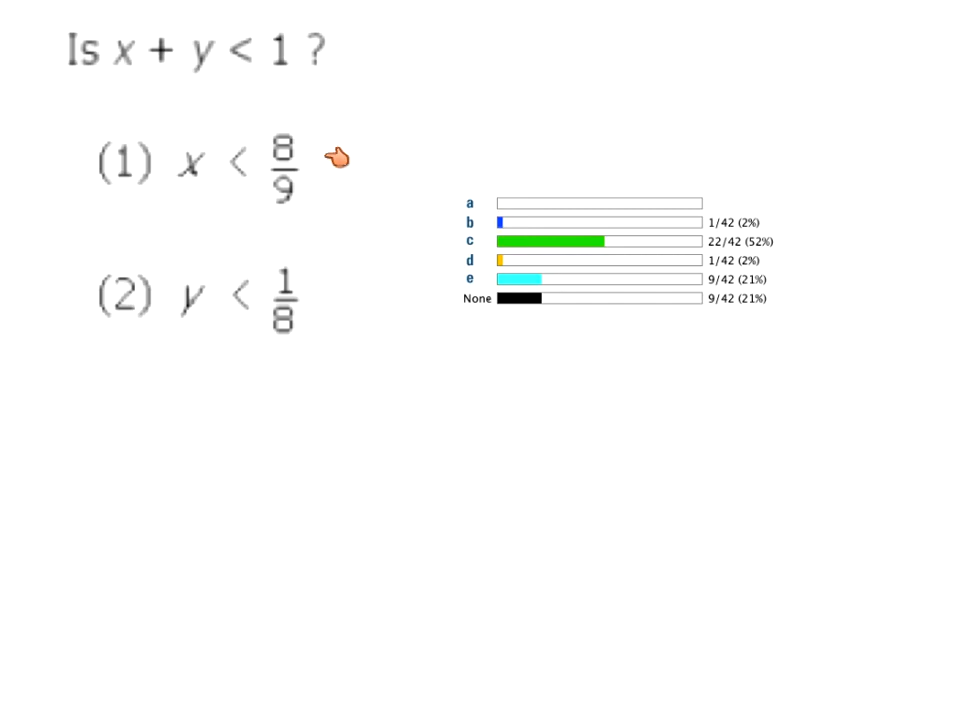 Is x + y < 1 ?
(1) x < 8/9
(2) y < 1/8
a
b 1/42 (2%)
c 22/42 (52%)
d 1/42 (2%)
e 9/42 (21%)
None 9/42 (21%)